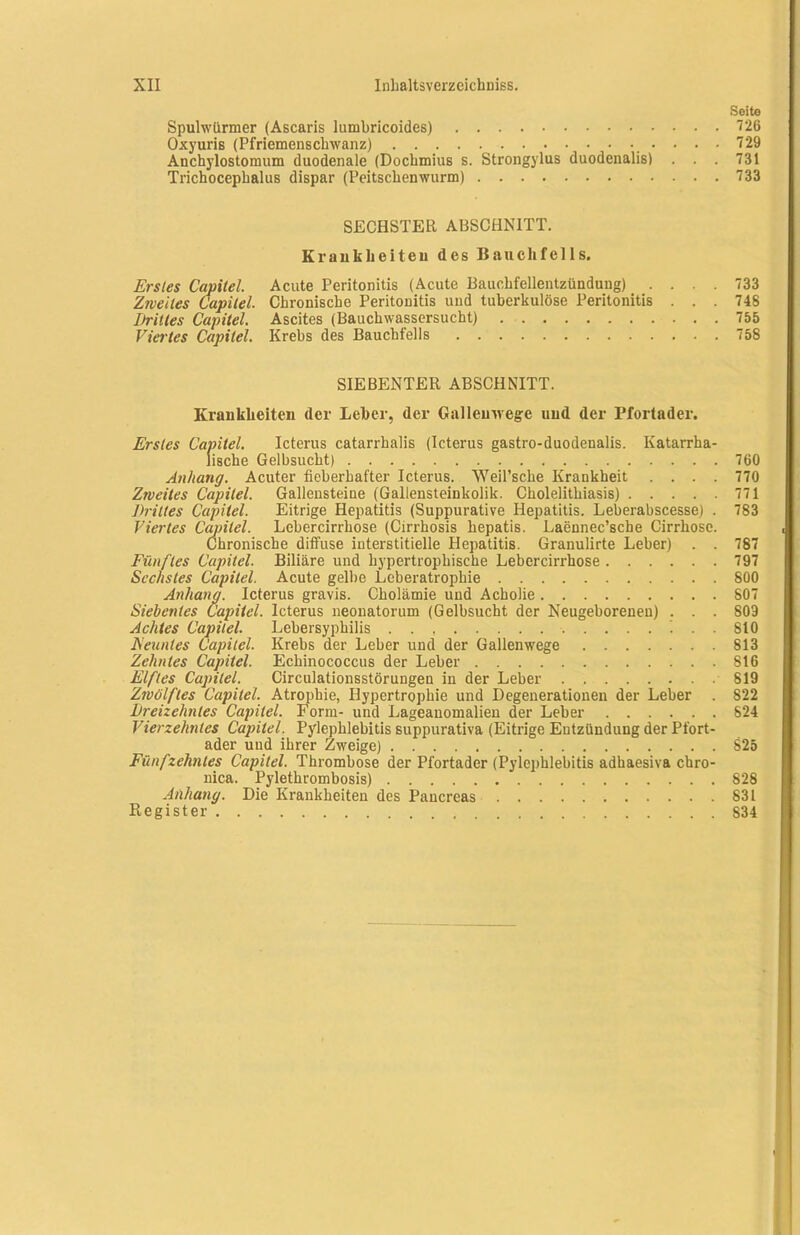 XII Inhaltsverzeichniss.
Seite
Spulwürmer (Ascaris lumbricoides) . . . . . . . . . . . . . 726
Oxyuris (Pfriemenschwanz) . . . . . . . . . . . . . . . 729
Anchylostomum duodenale (Dochmius s. Strongylus duodenalis) . . . 731
Trichocephalus dispar (Peitschenwurm) . . . . . . . . . . . . 733
SECHSTER ABSCHNITT.
Krankheiten des Bauchfells.
Erstes Capitel. Acute Peritonitis (Acute Bauchfellentzündung) . . . . 733
Zweites Capitel. Chronische Peritonitis und tuberkulöse Peritonitis . . . 748
Drittes Capitel. Ascites (Bauchwassersucht) . . . . . . . . . . . 755
Viertes Capitel. Krebs des Bauchfells . . . . . . . . . . . . . 758
SIEBENTER ABSCHNITT.
Krankheiten der Leber, der Gallenwege und der Pfortader.
Erstes Capitel. Icterus catarrhalis (Icterus gastro-duodenalis. Katarrha-
lische Gelbsucht) . . . . . . . . . . . . . . . . . . 760
Anhang. Acuter fieberhafter Icterus. Weil'sche Krankheit . . . . 770
Zweites Capitel. Gallensteine (Gallensteinkolik. Cholelithiasis) . . . . . 771
Drittes Capitel. Eitrige Hepatitis (Suppurative Hepatitis. Leberabscesse) . 783
Viertes Capitel. Lebercirrhose (Cirrhosis hepatis. Laënnec'sche Cirrhose.
Chronische diffuse interstitielle Hepatitis. Granulirte Leber) . . 787
Fünftes Capitel. Biliäre und hypertrophische Lebercirrhose . . . . . . 797
Sechstes Capitel. Acute gelbe Leberatrophie . . . . . . . . . . . 800
Anhang. Icterus gravis. Cholämie und Acholie . . . . . . . . . 807
Siebentes Capitel. Icterus neonatorum (Gelbsucht der Neugeborenen) . . . 809
Achtes Capitel. Lebersyphilis . . . . . . . . . . . . . . . . 810
Neuntes Capitel. Krebs der Leber und der Gallenwege . . . . . . . 813
Zehntes Capitel. Echinococcus der Leber . . . . . . . . . . . . 816
Elftes Capitel. Circulationsstörungen in der Leber . . . . . . . . 819
Zwölftes Capitel. Atrophie, Hypertrophie und Degenerationen der Leber . 822
Dreizehntes Capitel. Form- und Lageanomalien der Leber . . . . . . 824
Vierzehntes Capitel. Pylephlebitis suppurativa (Eitrige Entzündung der Pfort-
ader und ihrer Zweige) . . . . . . . . . . . . . . . . 825
Fünfzehntes Capitel. Thrombose der Pfortader (Pylephlebitis adhaesiva chro-
nica. Pylethrombosis) . . . . . . . . . . . . . . . . 828
Anhang. Die Krankheiten des Pancreas . . . . . . . . . . . 831
Register . . . . . . . . . . . . . . . . . . . . . . . . 834